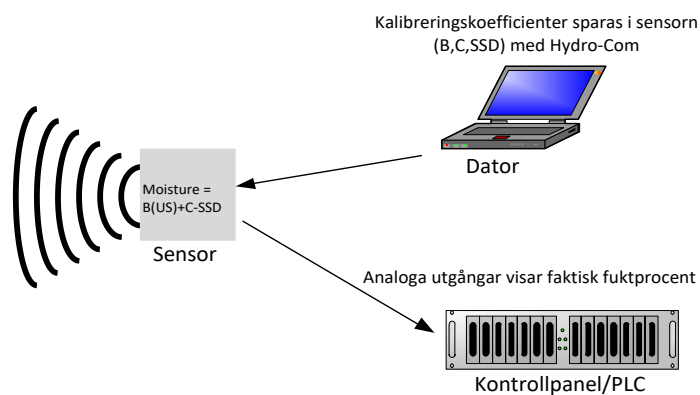 Kalibreringskoefficienter sparas i sensorn
(B,C,SSD) med Hydro-Com
Dator
Moisture =
B(US)+C-SSD
Sensor
Analoga utgångar visar faktisk fuktprocent
Kontrollpanel/PLC